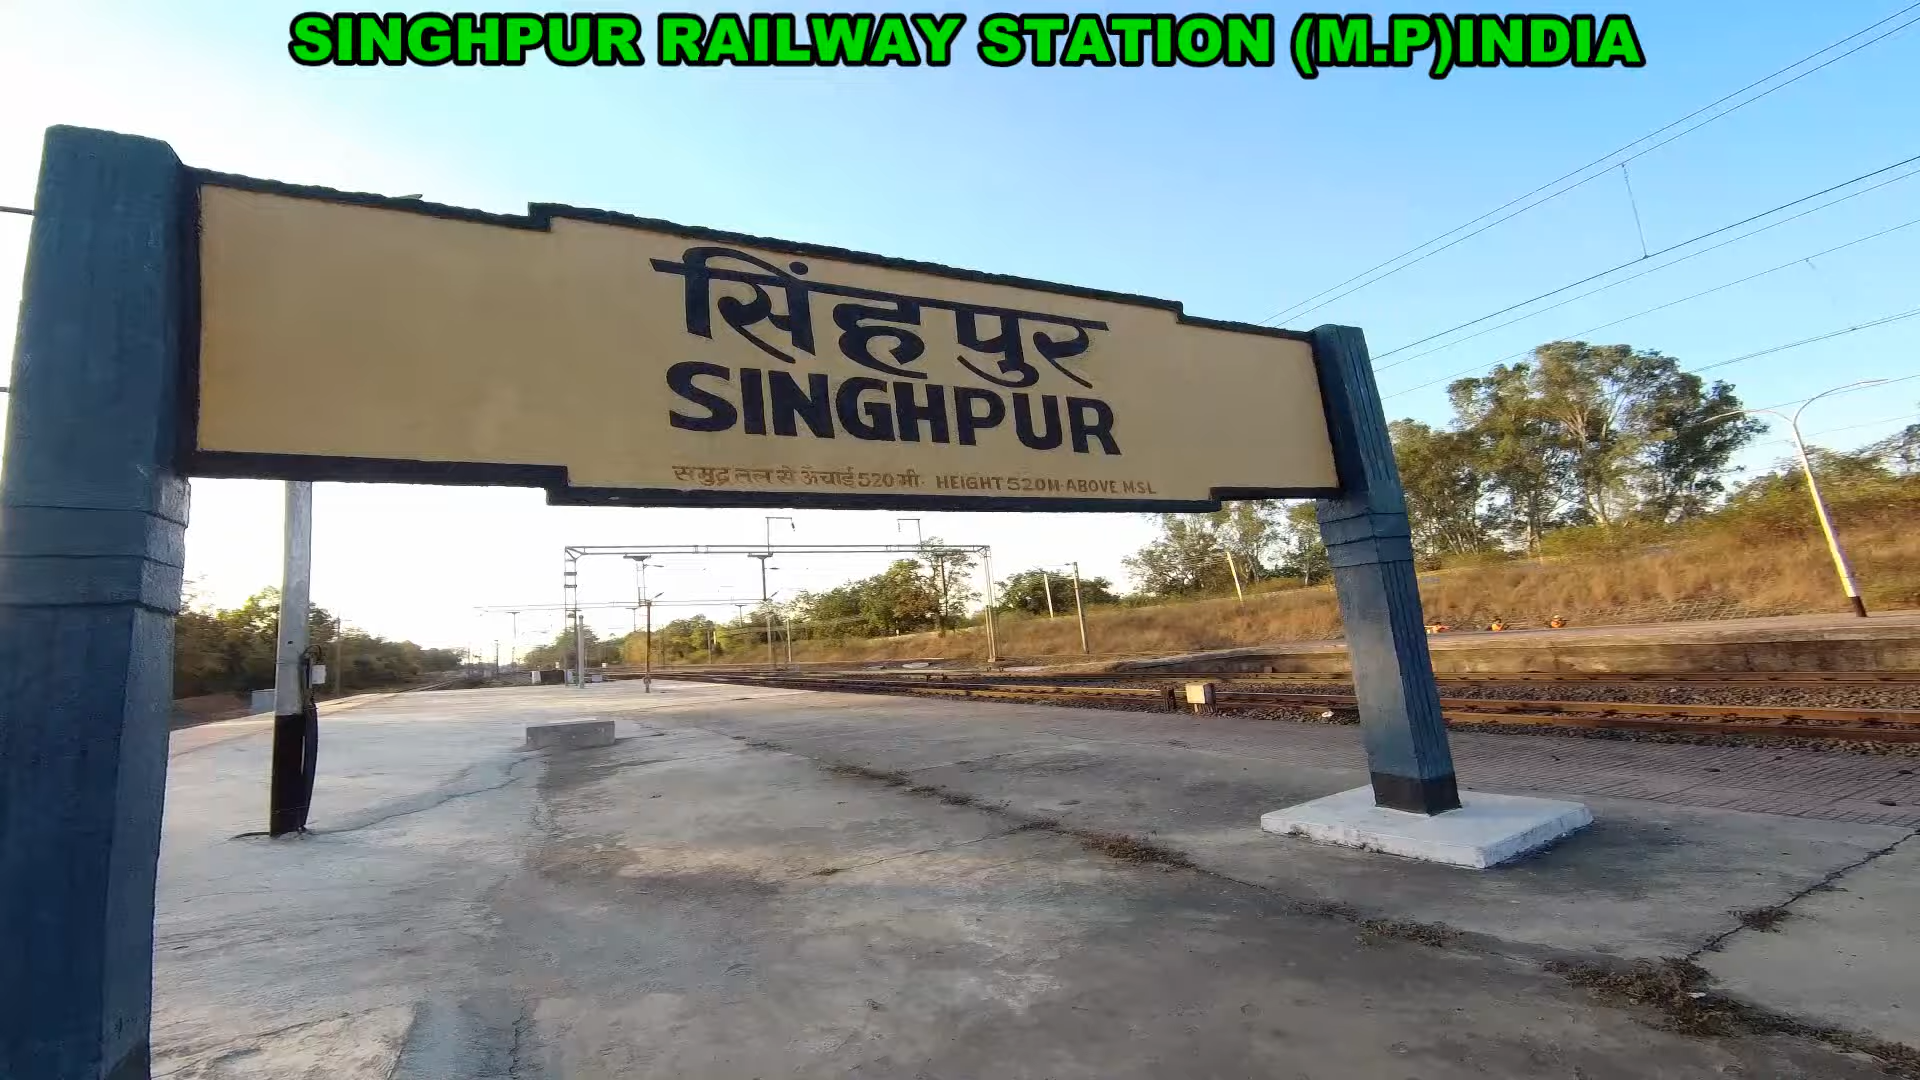 SINGHPUR RAILWAY STATION (M.P)INDIA
सिंहपुर
SINGHPUR
समुद्र तल से ऊँचाई 520 मी. HEIGHT 520M ABOVE MSL